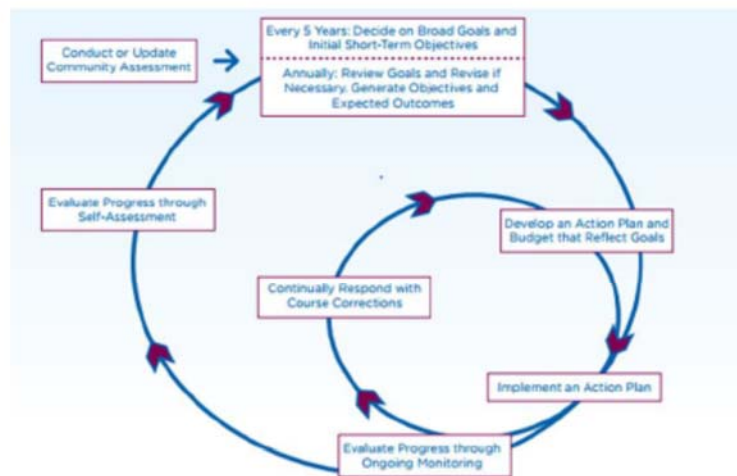 Conduct or Update
Community Assessment
Every 5 Years: Decide on Broad Goals and
Initial Short-Term Objectives
Annually: Review Goals and Revise if
Necessary. Generate Objectives and
Expected Outcomes
Evaluate Progress through
Self-Assessment
Develop an Action Plan and
Budget that Reflect Goals
Continually Respond with
Course Corrections
Implement an Action Plan
Evaluate Progress through
Ongoing Monitoring